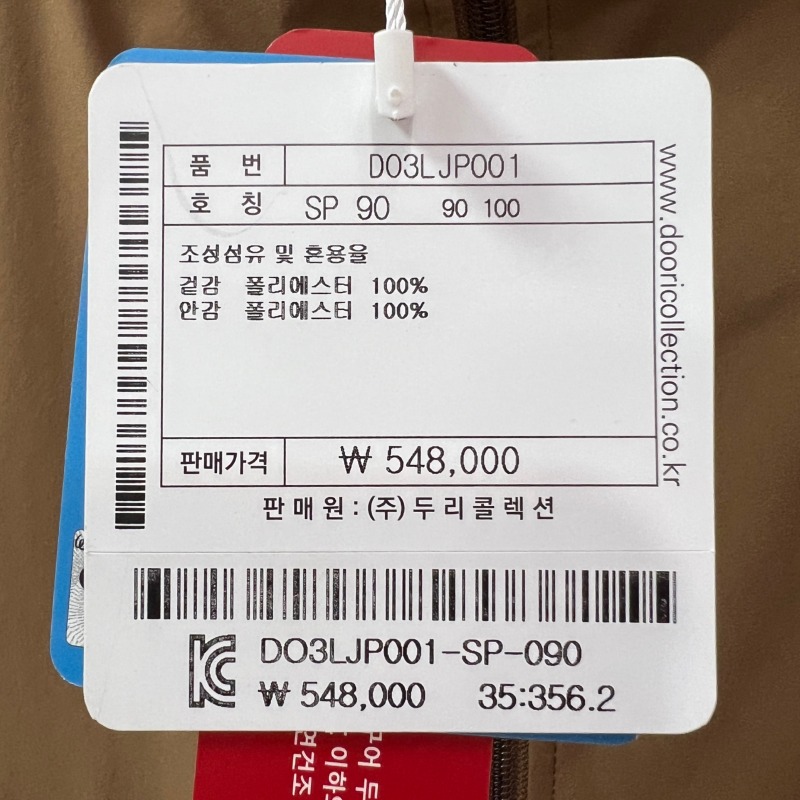 품 번 D03LJP001
호 칭 SP 90 90 100
조성섬유 및 혼용율
겉감 폴리에스터 100%
안감 폴리에스터 100%
판매가격 ₩ 548,000
판 매 원 : (주) 두 리 콜 렉 션
www.dooricollection.co.kr
DO3LJP001-SP-090
₩ 548,000 35:356.2